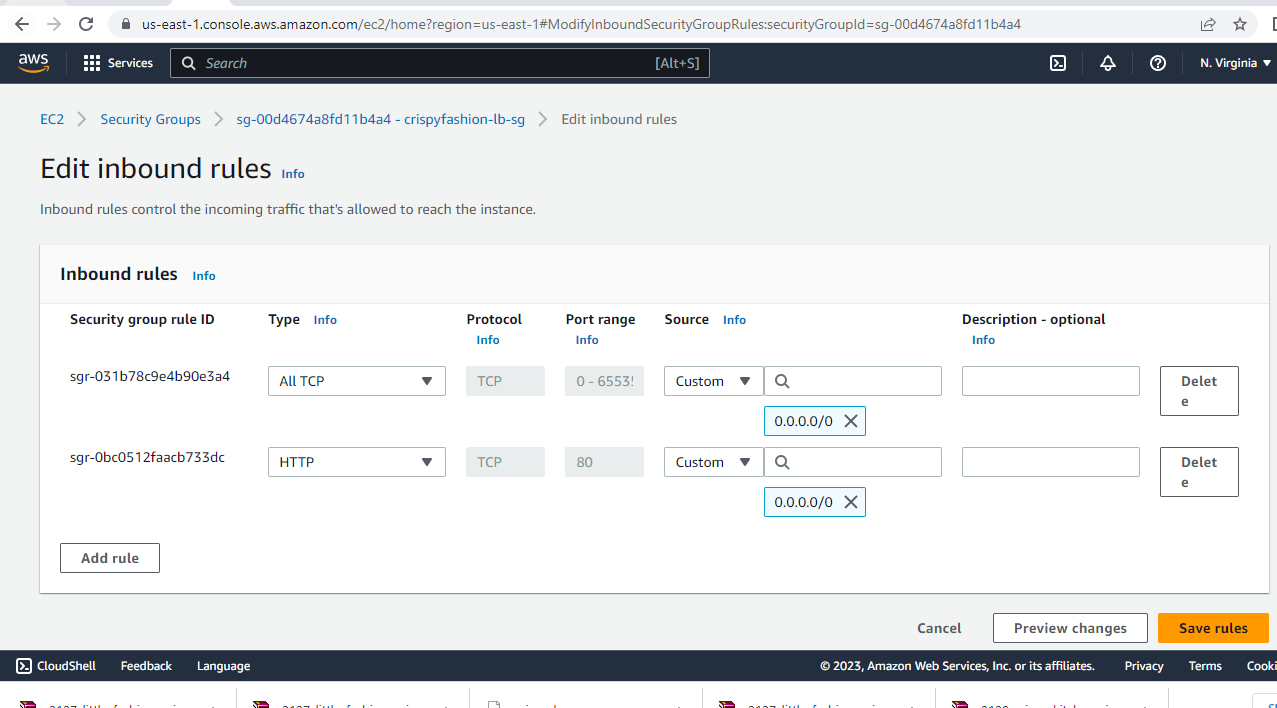 us-east-1.console.aws.amazon.com/ec2/home?region=us-east-1#ModifyInboundSecurityGroupRules:securityGroupId=sg-00d4674a8fd11b4a4
aws Services Search [Alt+S] N. Virginia
EC2 Security Groups sg-00d4674a8fd11b4a4 - crispyfashion-lb-sg Edit inbound rules
Edit inbound rules Info
Inbound rules control the incoming traffic that's allowed to reach the instance.
Inbound rules Info
Security group rule ID Type Info Protocol Port range Source Info Description - optional
Info Info Info
sgr-031b78c9e4b90e3a4 All TCP TCP 0 - 65535 Custom Delet
e
0.0.0.0/0
sgr-0bc0512faacb733dc HTTP TCP 80 Custom Delet
e
0.0.0.0/0
Add rule
Cancel Preview changes Save rules
CloudShell Feedback Language © 2023, Amazon Web Services, Inc. or its affiliates. Privacy Terms Cooki